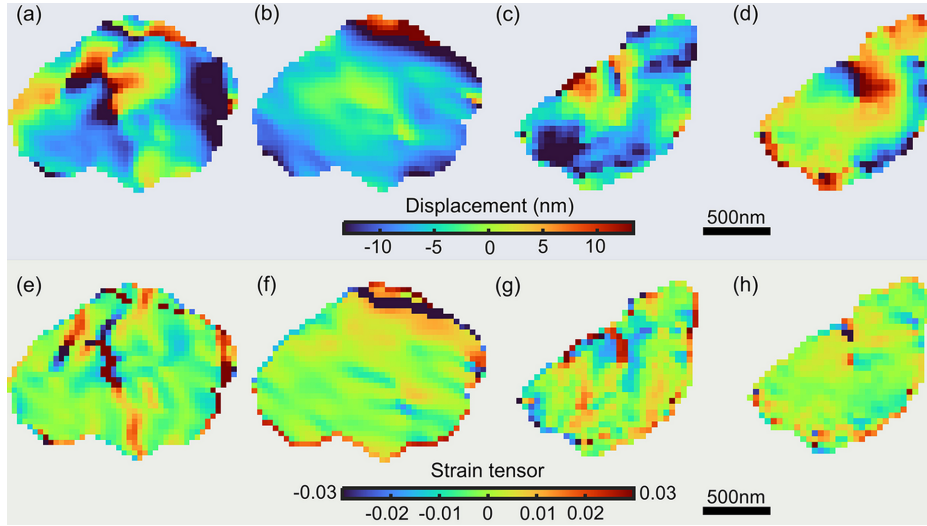 (a) (b) (c) (d)
Displacement (nm)
-10 -5 0 5 10
500nm
(e) (f) (g) (h)
Strain tensor
-0.03 0.03
-0.02 -0.01 0 0.01 0.02
500nm